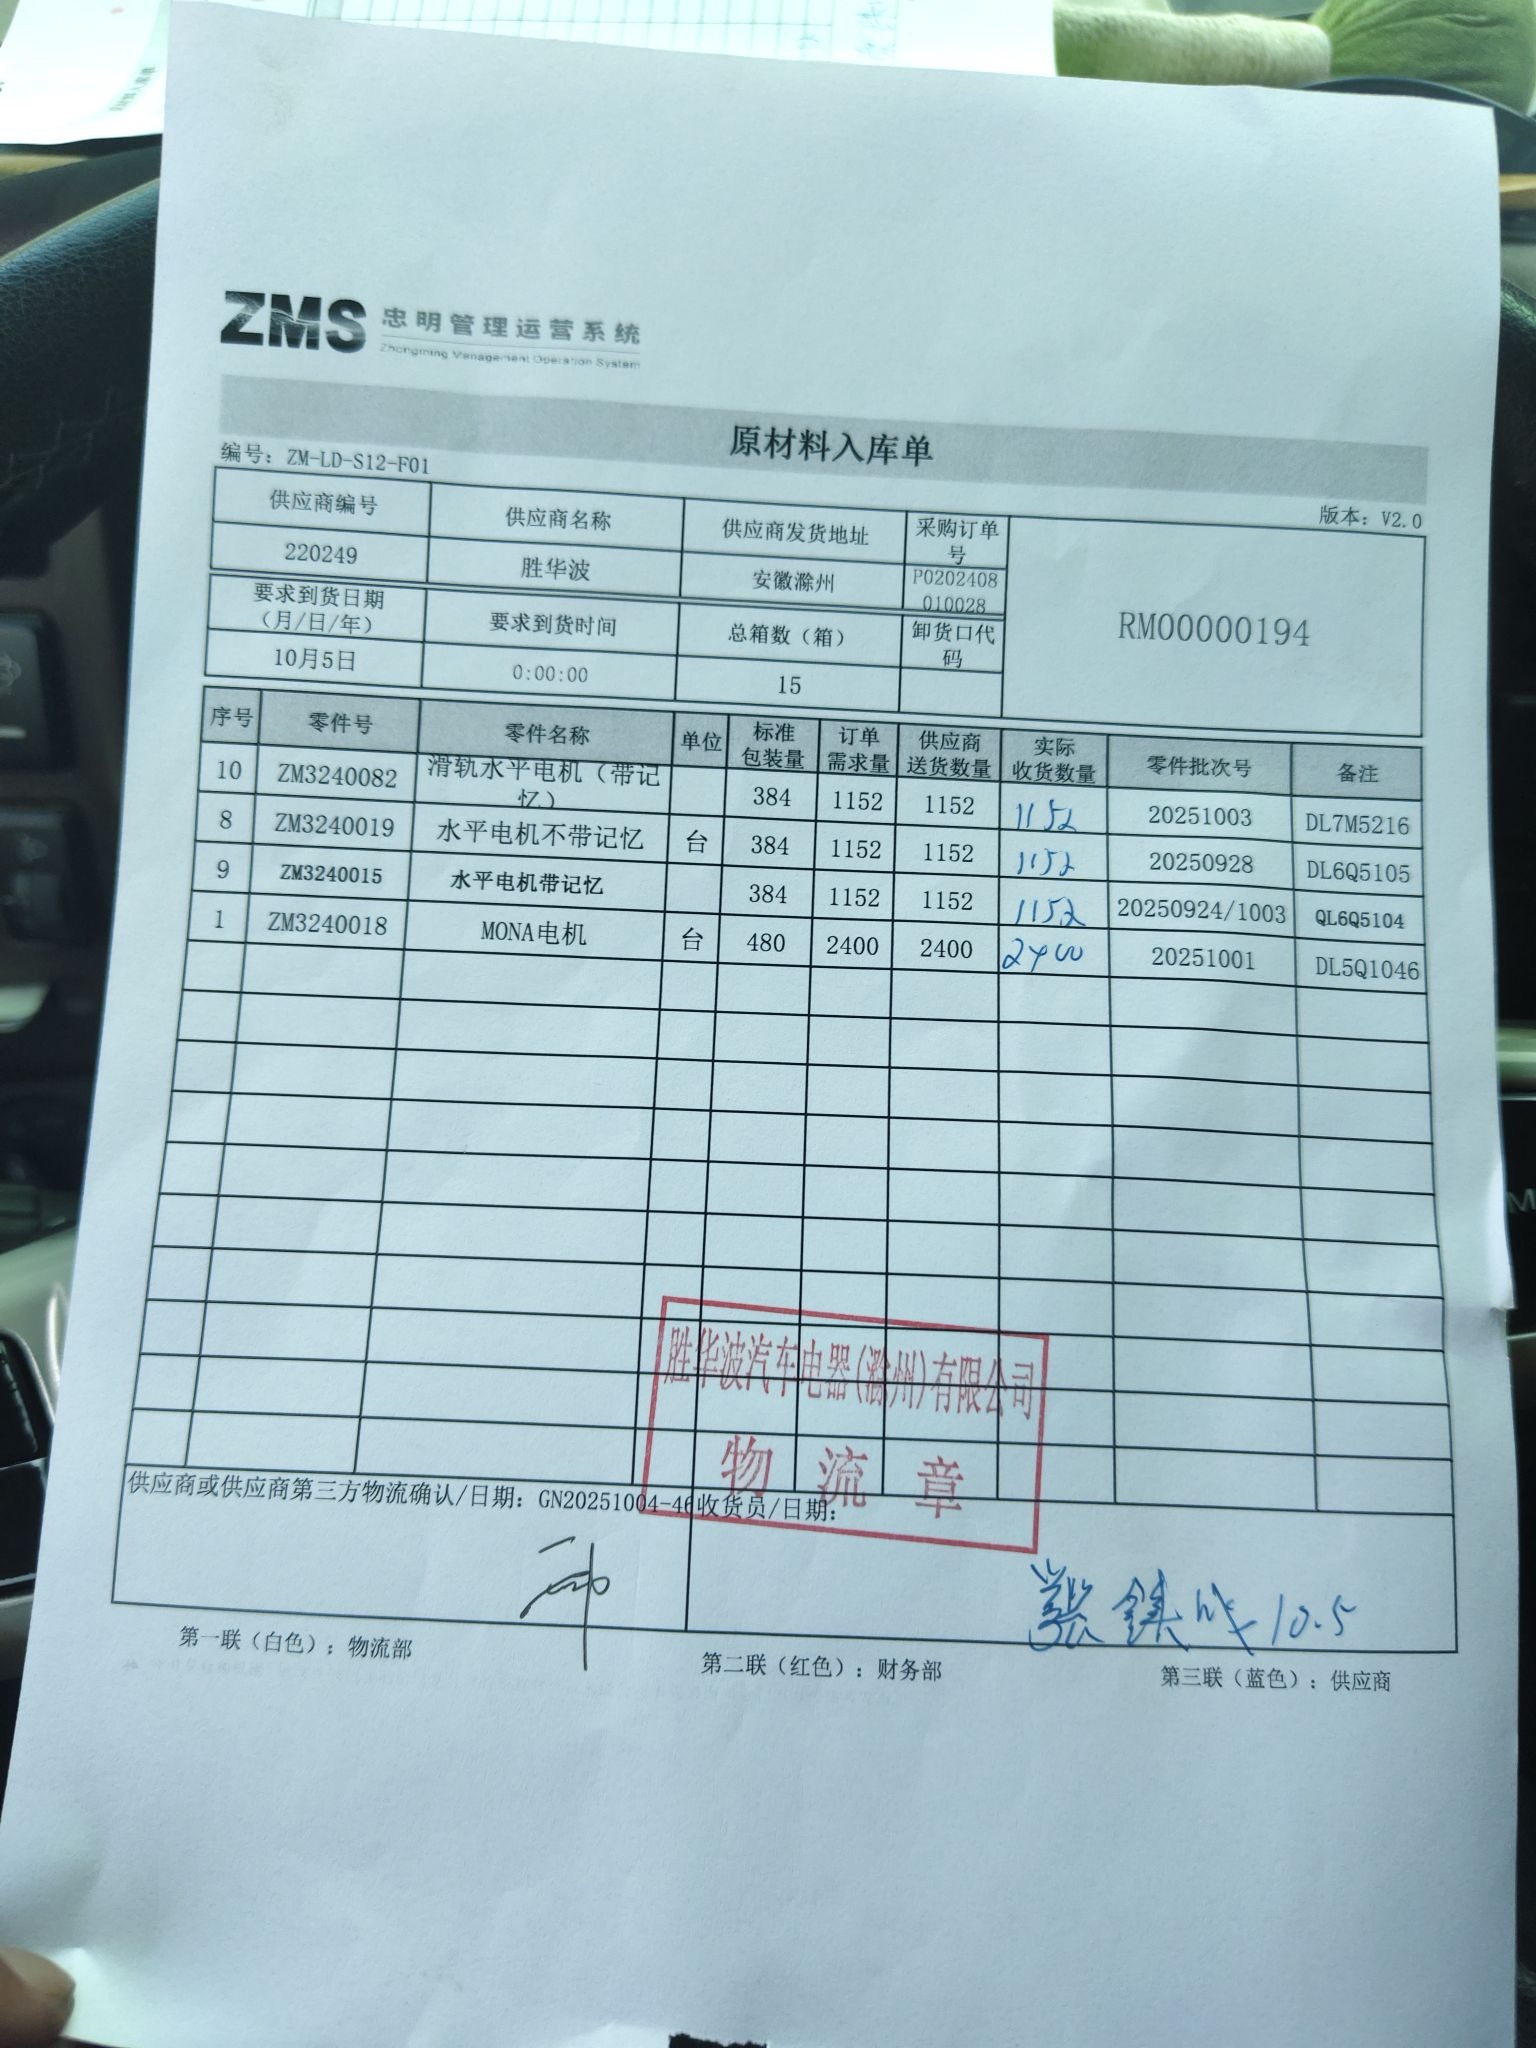 ZMS 忠明管理运营系统
Zhongming Management Operation System
原材料入库单
编号: ZM-LD-S12-F01
版本: V2.0
供应商编号 供应商名称 供应商发货地址 采购订单号
220249 胜华波 安徽滁州 PO202408010028
RM00000194
要求到货日期(月/日/年) 要求到货时间 总箱数(箱) 卸货口代码
10月5日 0:00:00 15
序号 零件号 零件名称 单位 标准包装量 订单需求量 供应商送货数量 实际收货数量 零件批次号 备注
10 ZM3240082 滑轨水平电机(带记忆) 384 1152 1152 1152 20251003 DL7M5216
8 ZM3240019 水平电机不带记忆 台 384 1152 1152 1152 20250928 DL6Q5105
9 ZM3240015 水平电机带记忆 384 1152 1152 1152 20250924/1003 QL6Q5104
1 ZM3240018 MONA电机 台 480 2400 2400 2400 20251001 DL5Q1046
胜华波汽车电器(滁州)有限公司
物流章
供应商或供应商第三方物流确认/日期: GN20251004-46 收货员/日期:
10.5
第一联(白色): 物流部
第二联(红色): 财务部
第三联(蓝色): 供应商